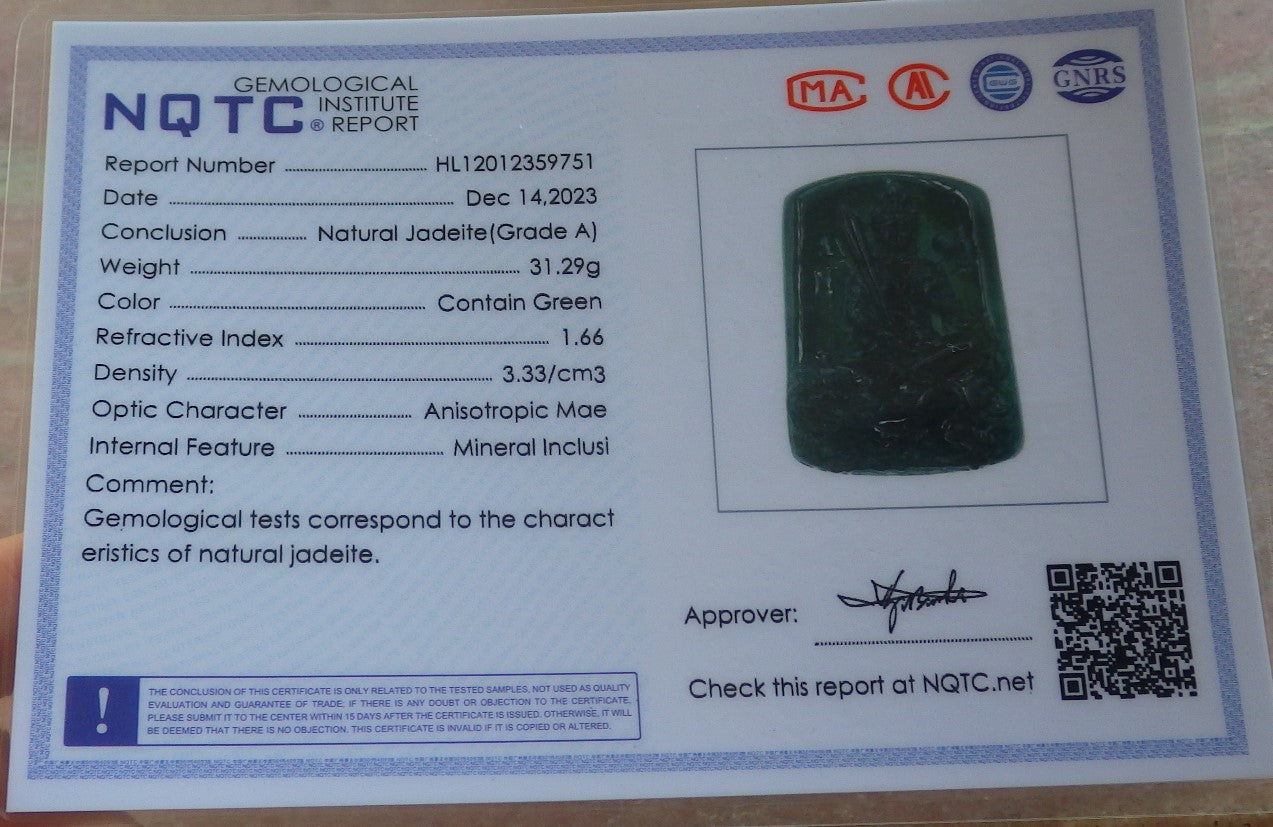 GEMOLOGICAL
NQTC® INSTITUTE
REPORT
MA
GNRS
Report Number HL12012359751
Date Dec 14,2023
Conclusion Natural Jadeite(Grade A)
Weight 31.29g
Color Contain Green
Refractive Index 1.66
Density 3.33/cm3
Optic Character Anisotropic Mae
Internal Feature Mineral Inclusi
Comment:
Gemological tests correspond to the charact
eristics of natural jadeite.
Approver:
Check this report at NQTC.net
!
THE CONCLUSION OF THIS CERTIFICATE IS ONLY RELATED TO THE TESTED SAMPLES, NOT USED AS QUALITY
EVALUATION AND GUARANTEE OF TRADE; IF THERE IS ANY DOUBT OR OBJECTION TO THE CERTIFICATE,
PLEASE SUBMIT IT TO THE CENTER WITHIN 15 DAYS AFTER THE CERTIFICATE IS ISSUED. OTHERWISE, IT WILL
BE DEEMED THAT THERE IS NO OBJECTION. THIS CERTIFICATE IS INVALID IF IT IS COPIED OR ALTERED.